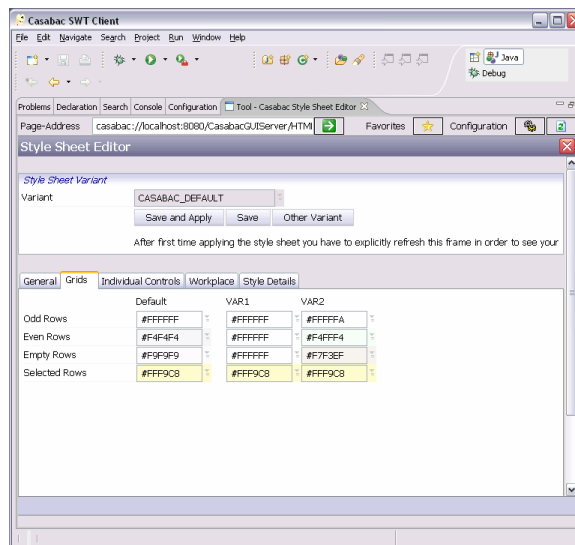 Casabac SWT Client
File Edit Navigate Search Project Run Window Help
Java
Debug
Problems Declaration Search Console Configuration Tool - Casabac Style Sheet Editor
Page-Address casabac://localhost:8080/CasabacGUIServer/HTMl Favorites Configuration
Style Sheet Editor
Style Sheet Variant
Variant CASABAC_DEFAULT
Save and Apply Save Other Variant
After first time applying the style sheet you have to explicitly refresh this frame in order to see your
General Grids Individual Controls Workplace Style Details
Default VAR1 VAR2
Odd Rows #FFFFFF #FFFFFF #FFFFFA
Even Rows #F4F4F4 #FFFFFF #F4FFF4
Empty Rows #F9F9F9 #FFFFFF #F7F3EF
Selected Rows #FFF9C8 #FFF9C8 #FFF9C8